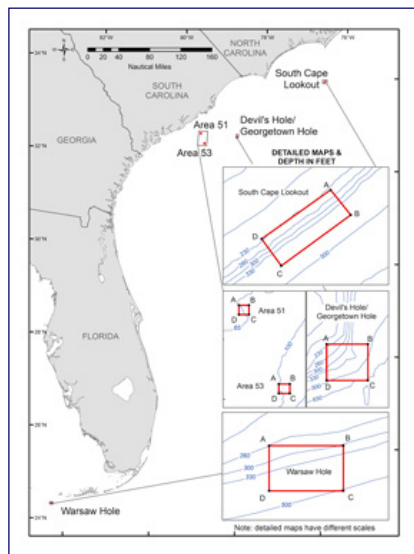 82°W
78°W
34°N
0 20 40 80 120 160
Nautical Miles
NORTH
CAROLINA
SOUTH
CAROLINA
South Cape
Lookout
Area 51
Devil's Hole/
Georgetown Hole
GEORGIA
32°N
Area 53
DETAILED MAPS &
DEPTH IN FEET
South Cape Lookout
A
B
D
C
500
30°N
A B
Area 51
D C
Devil's Hole/
Georgetown Hole
A B
28°N
FLORIDA
A B
Area 53
D C
D C
26°N
A B
Warsaw Hole
D C
500
24°N
Warsaw Hole
Note: detailed maps have different scales